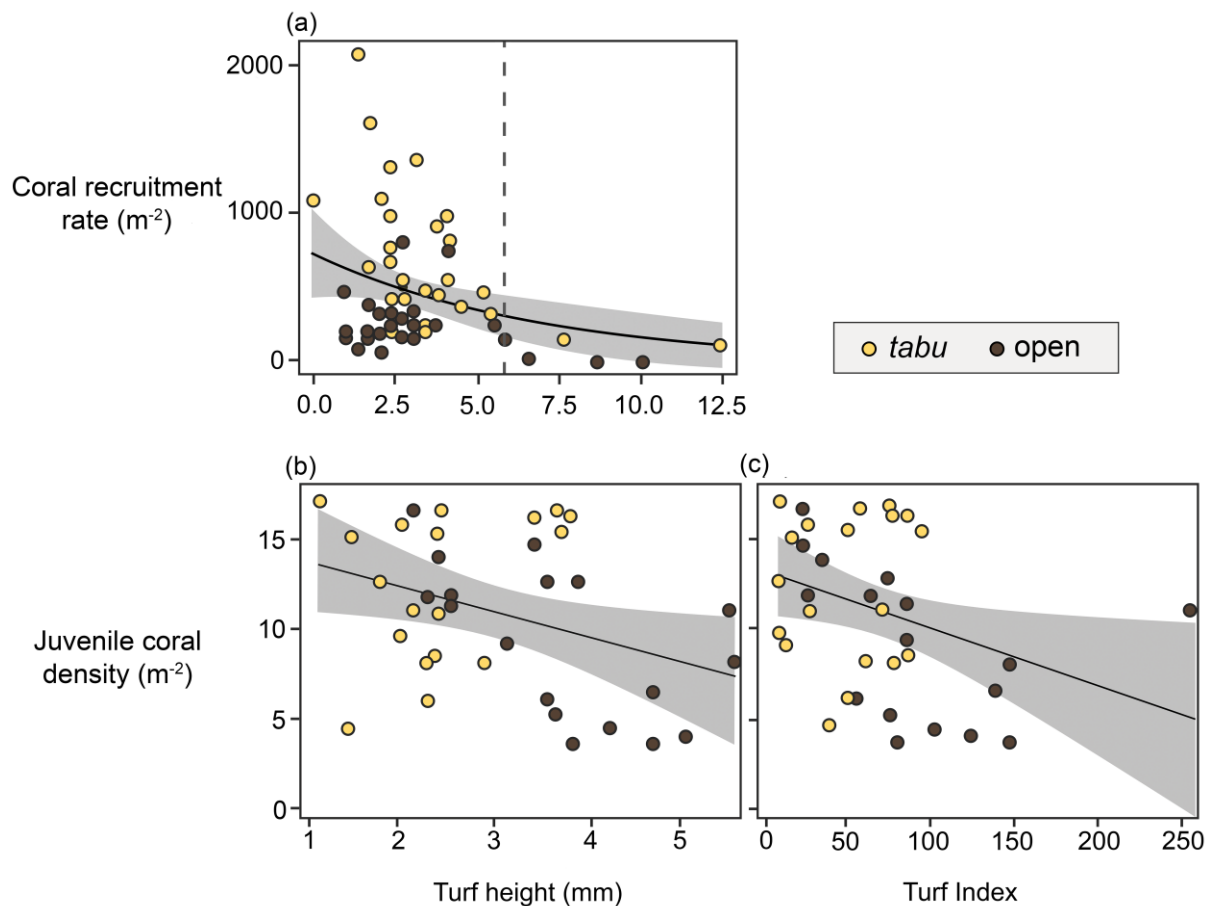 (a)
2000
1000
0
Coral recruitment
rate (m-2)
0.0 2.5 5.0 7.5 10.0 12.5
tabu open
(b)
15
10
5
0
Juvenile coral
density (m-2)
1 2 3 4 5
Turf height (mm)
(c)
0 50 100 150 200 250
Turf Index